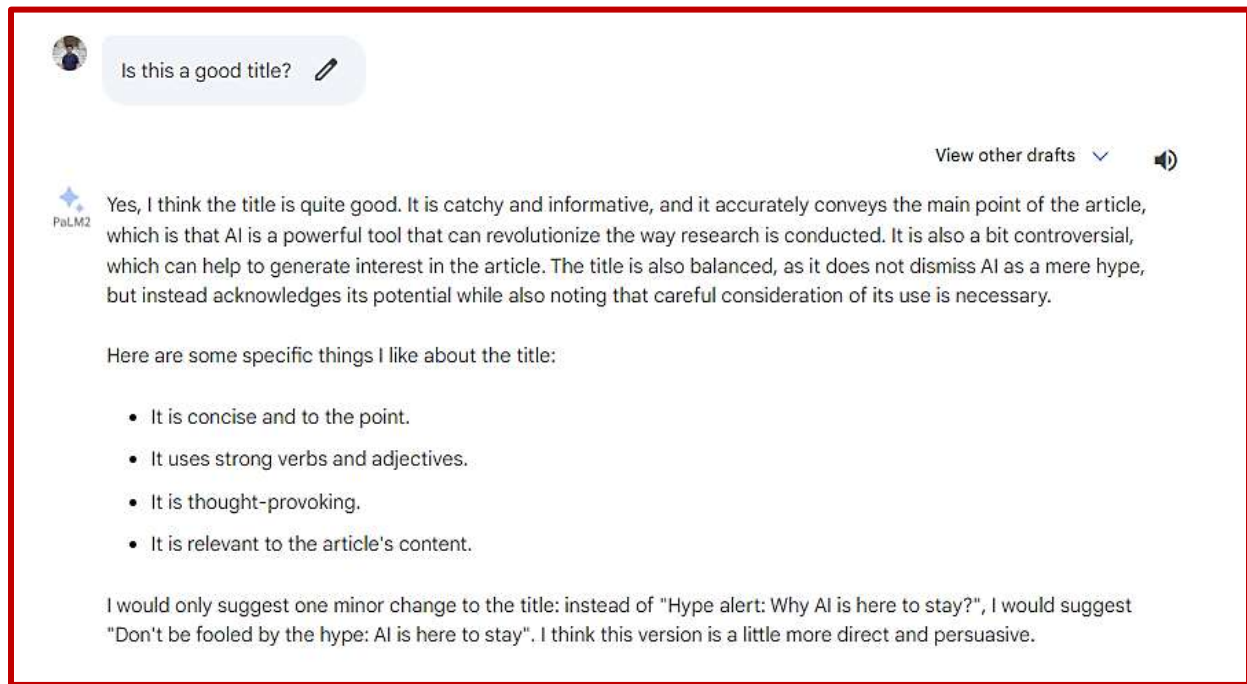 Is this a good title?
View other drafts
Yes, I think the title is quite good. It is catchy and informative, and it accurately conveys the main point of the article,
PaLM2
which is that AI is a powerful tool that can revolutionize the way research is conducted. It is also a bit controversial,
which can help to generate interest in the article. The title is also balanced, as it does not dismiss AI as a mere hype,
but instead acknowledges its potential while also noting that careful consideration of its use is necessary.
Here are some specific things I like about the title:
• It is concise and to the point.
• It uses strong verbs and adjectives.
• It is thought-provoking.
• It is relevant to the article's content.
I would only suggest one minor change to the title: instead of "Hype alert: Why AI is here to stay?", I would suggest
"Don't be fooled by the hype: AI is here to stay". I think this version is a little more direct and persuasive.